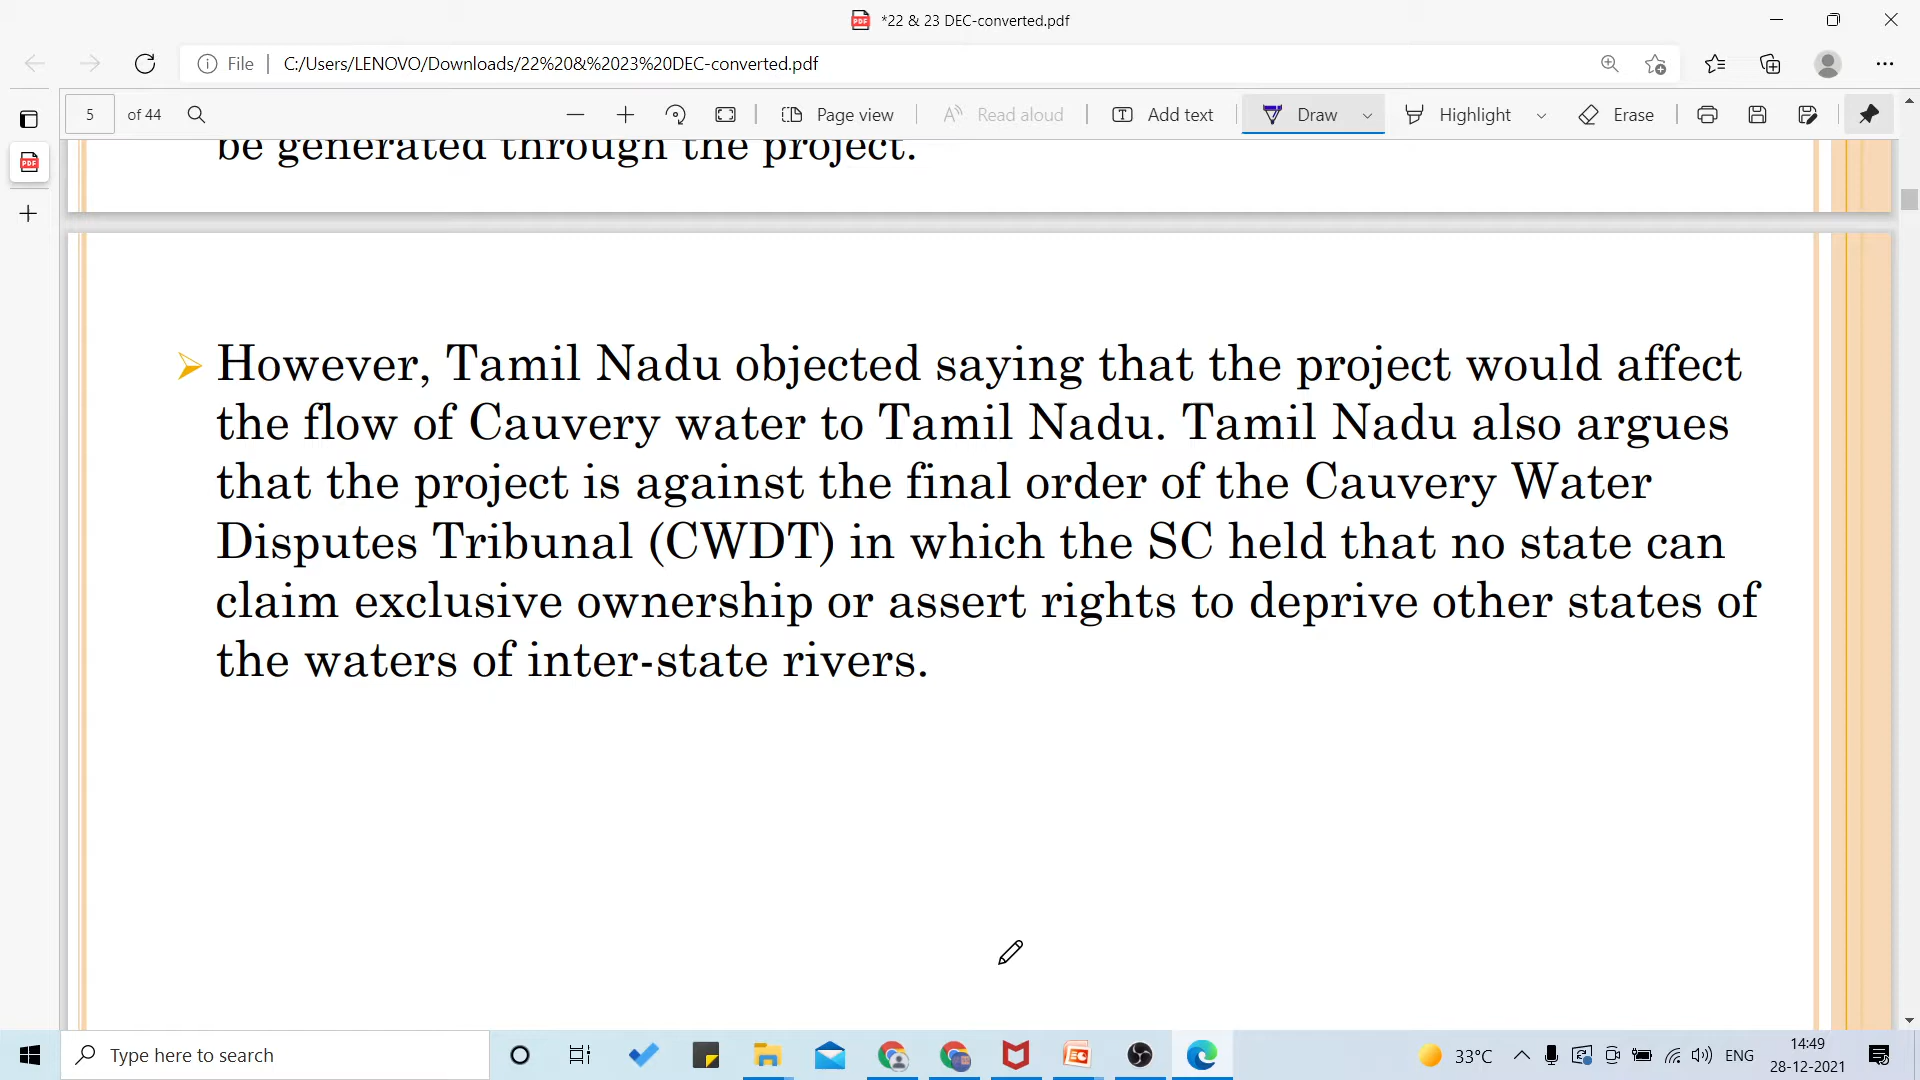 *22 & 23 DEC-converted.pdf
File | C:/Users/LENOVO/Downloads/22%20&%2023%20DEC-converted.pdf
5 of 44 Page view Read aloud Add text Draw Highlight Erase
be generated through the project.
However, Tamil Nadu objected saying that the project would affect
the flow of Cauvery water to Tamil Nadu. Tamil Nadu also argues
that the project is against the final order of the Cauvery Water
Disputes Tribunal (CWDT) in which the SC held that no state can
claim exclusive ownership or assert rights to deprive other states of
the waters of inter-state rivers.
Type here to search
33°C ENG
14:49
28-12-2021